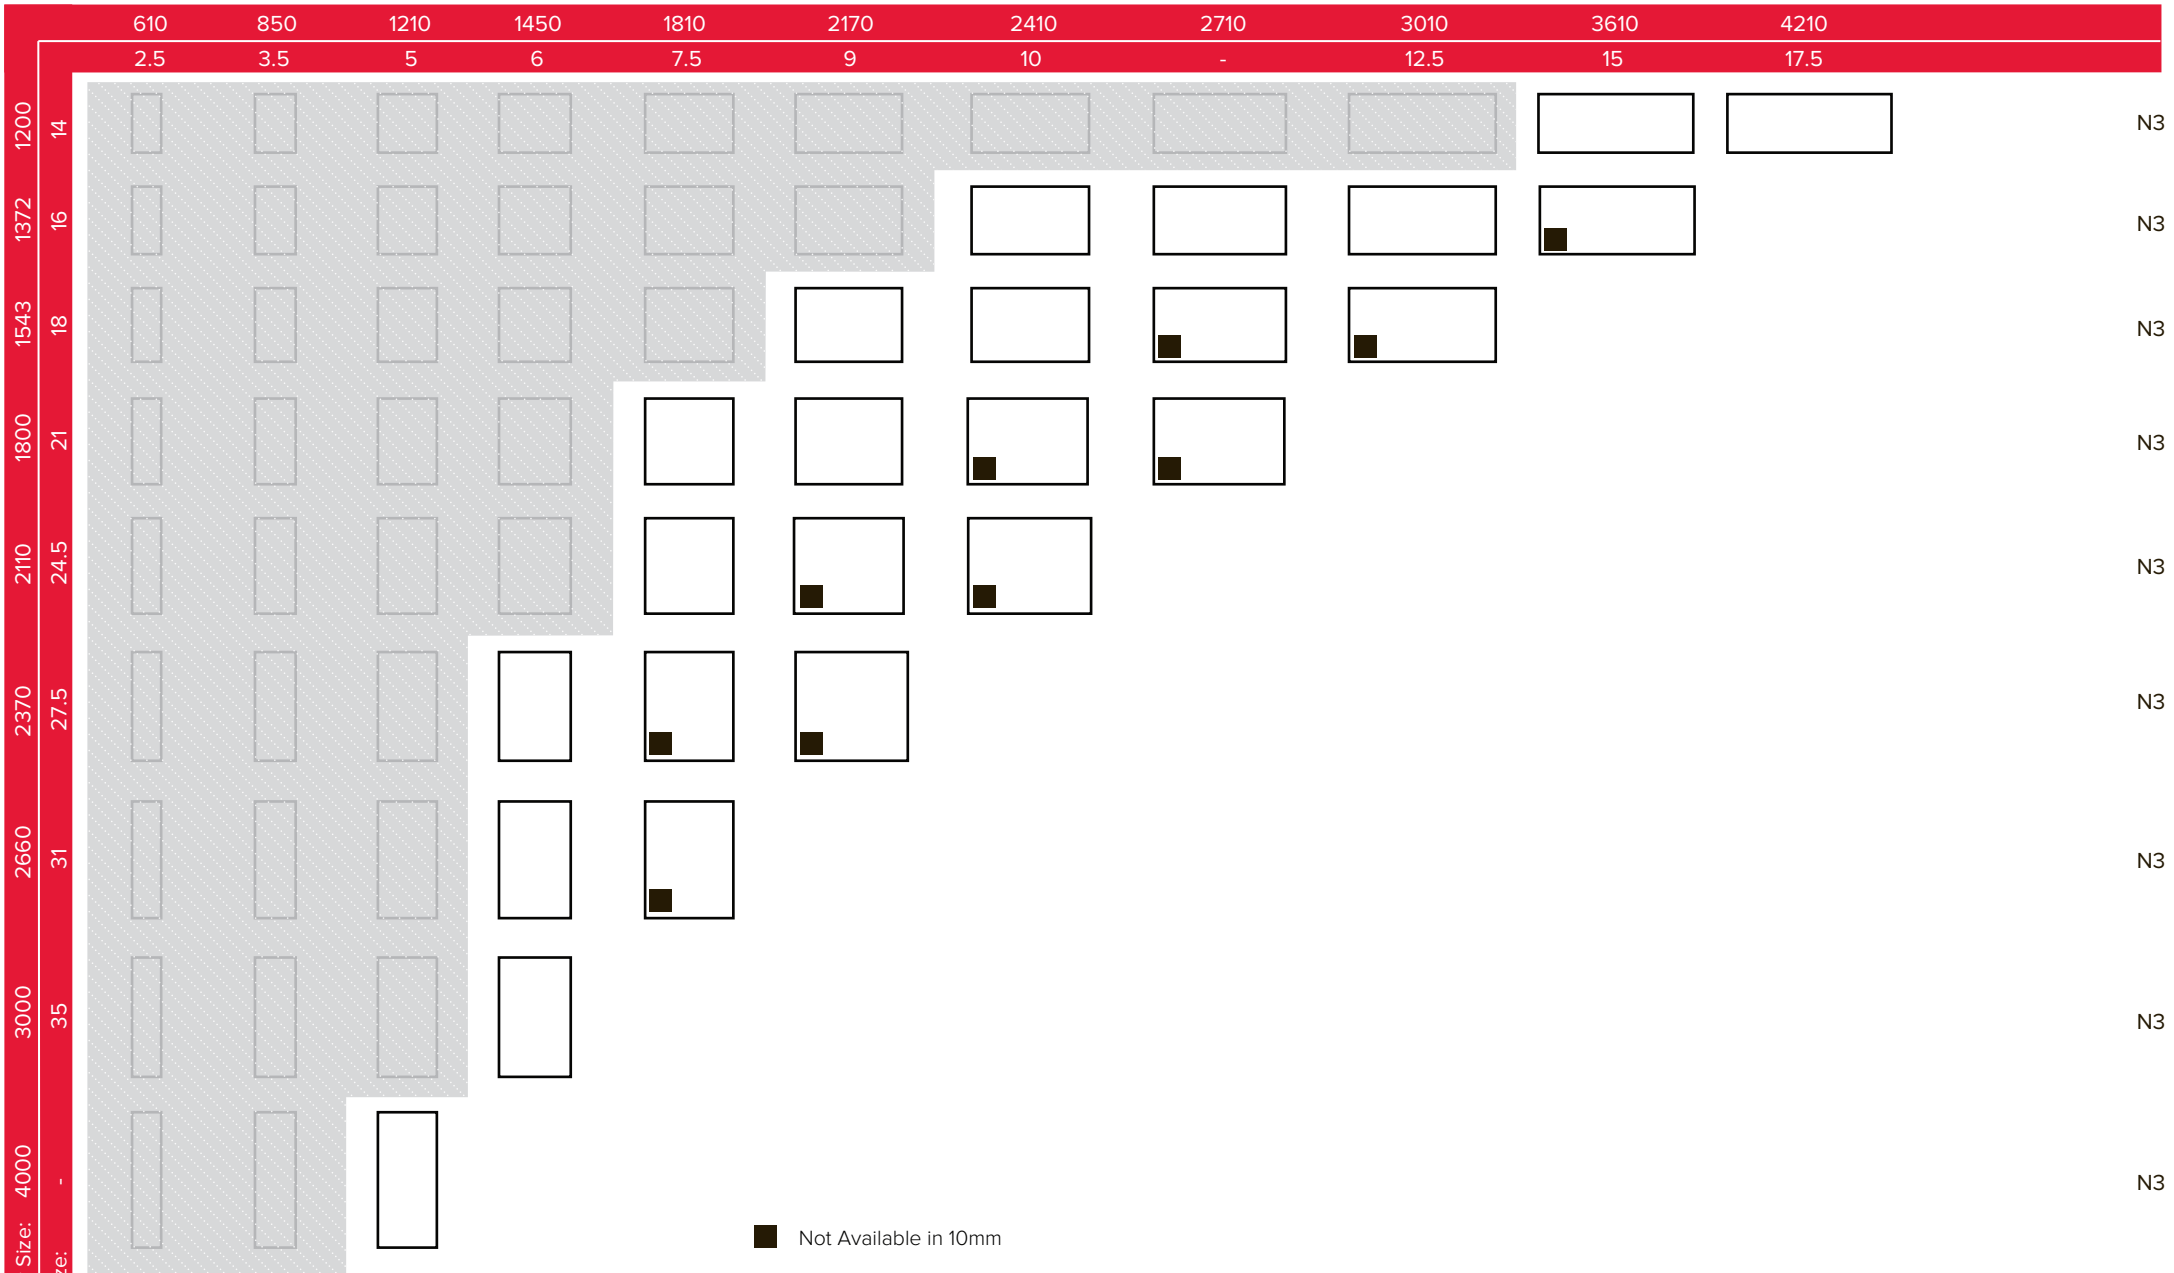 610 850 1210 1450 1810 2170 2410 2710 3010 3610 4210
2.5 3.5 5 6 7.5 9 10 - 12.5 15 17.5
1200 14 N3
1372 16 N3
1543 18 N3
1800 21 N3
2110 24.5 N3
2370 27.5 N3
2660 31 N3
3000 35 N3
4000 - N3
Size:
Not Available in 10mm